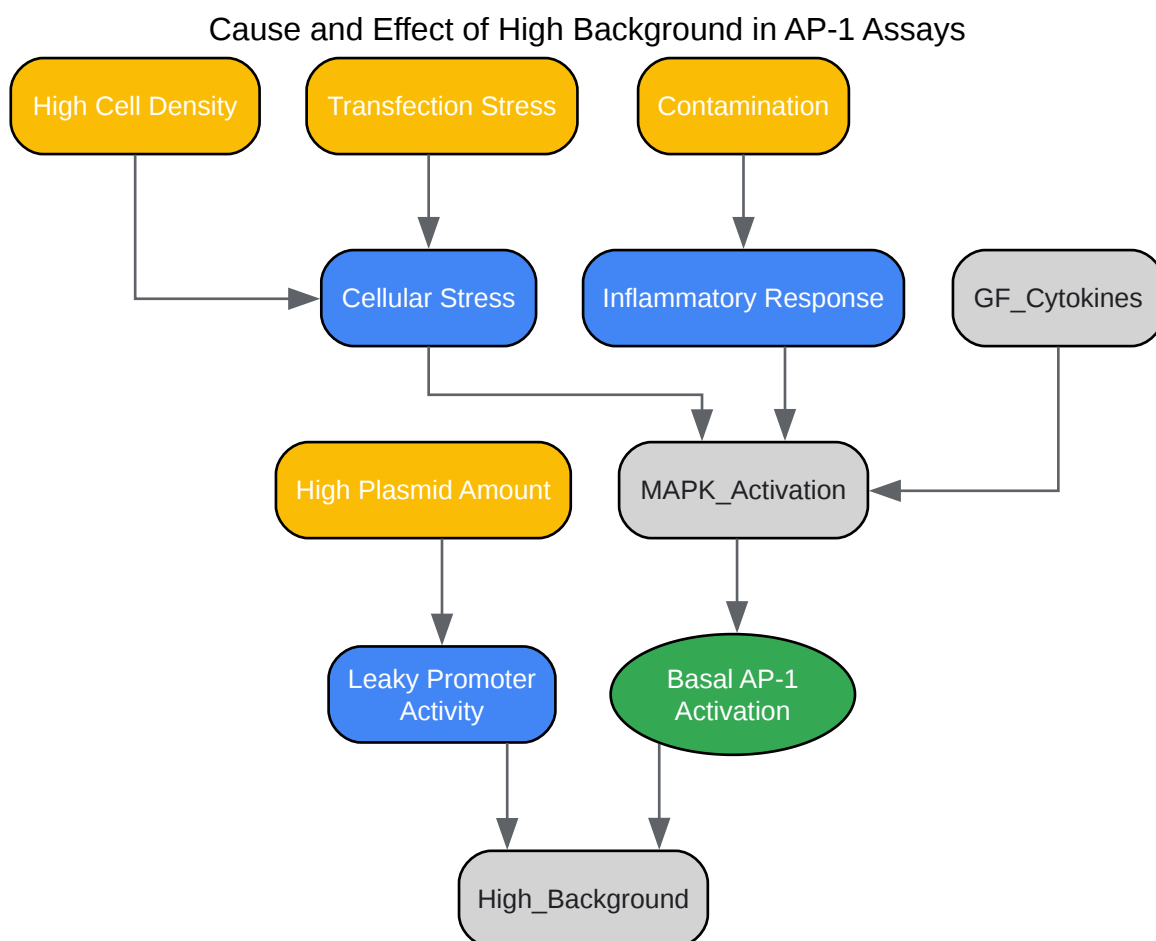 Cause and Effect of High Background in AP-1 Assays
High Cell Density
Transfection Stress
Contamination
Cellular Stress
Inflammatory Response
GF_Cytokines
High Plasmid Amount
MAPK_Activation
Leaky Promoter
Activity
Basal AP-1
Activation
High_Background